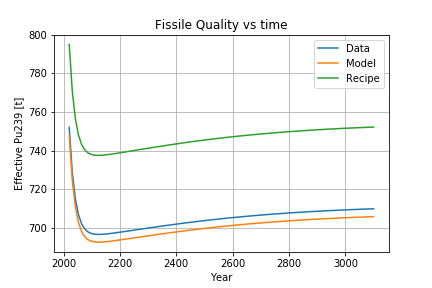 Fissile Quality vs time
800
780
760
740
720
700
Effective Pu239 [t]
Data
Model
Recipe
2000
2200
2400
2600
2800
3000
Year